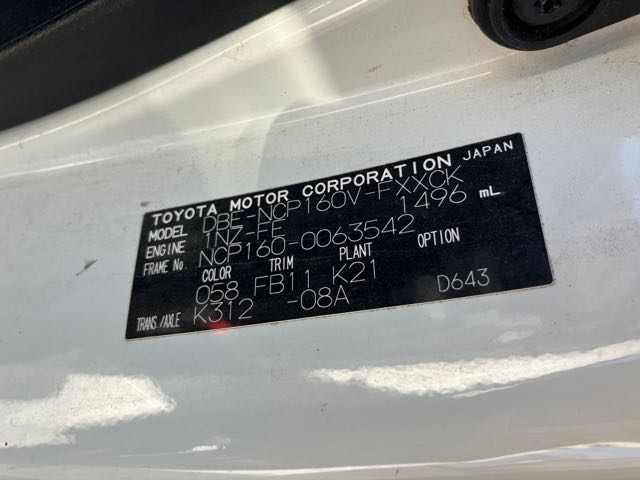 TOYOTA MOTOR CORPORATION JAPAN
MODEL DBE-NCP160V-FXXCK
ENGINE 1NZ-FE 1496 mL
FRAME No. NCP160-0063542
COLOR TRIM PLANT OPTION
058 FB11 K21
TRANS./AXLE K312 -08A D643